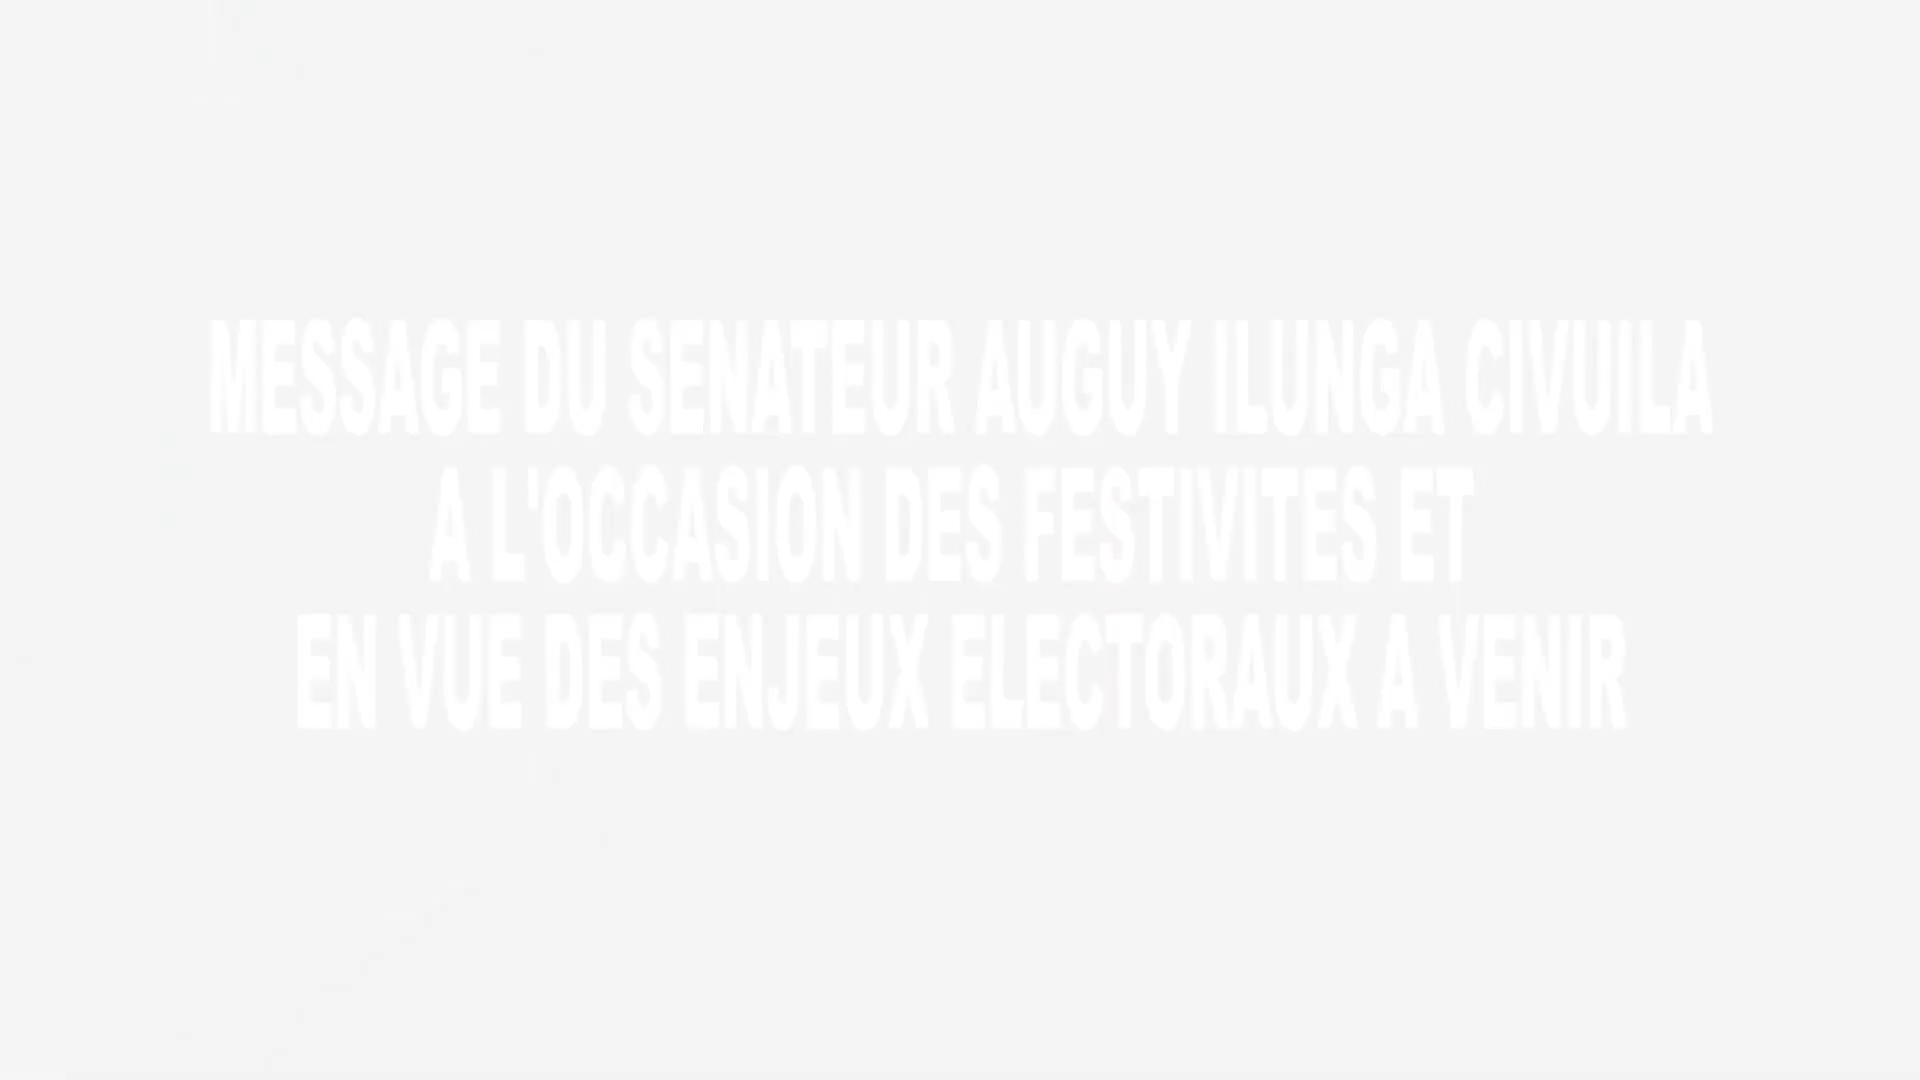 MESSAGE DU SENATEUR AUGUY ILUNGA CIVUILA
A L'OCCASION DES FESTIVITES ET
EN VUE DES ENJEUX ELECTORAUX A VENIR